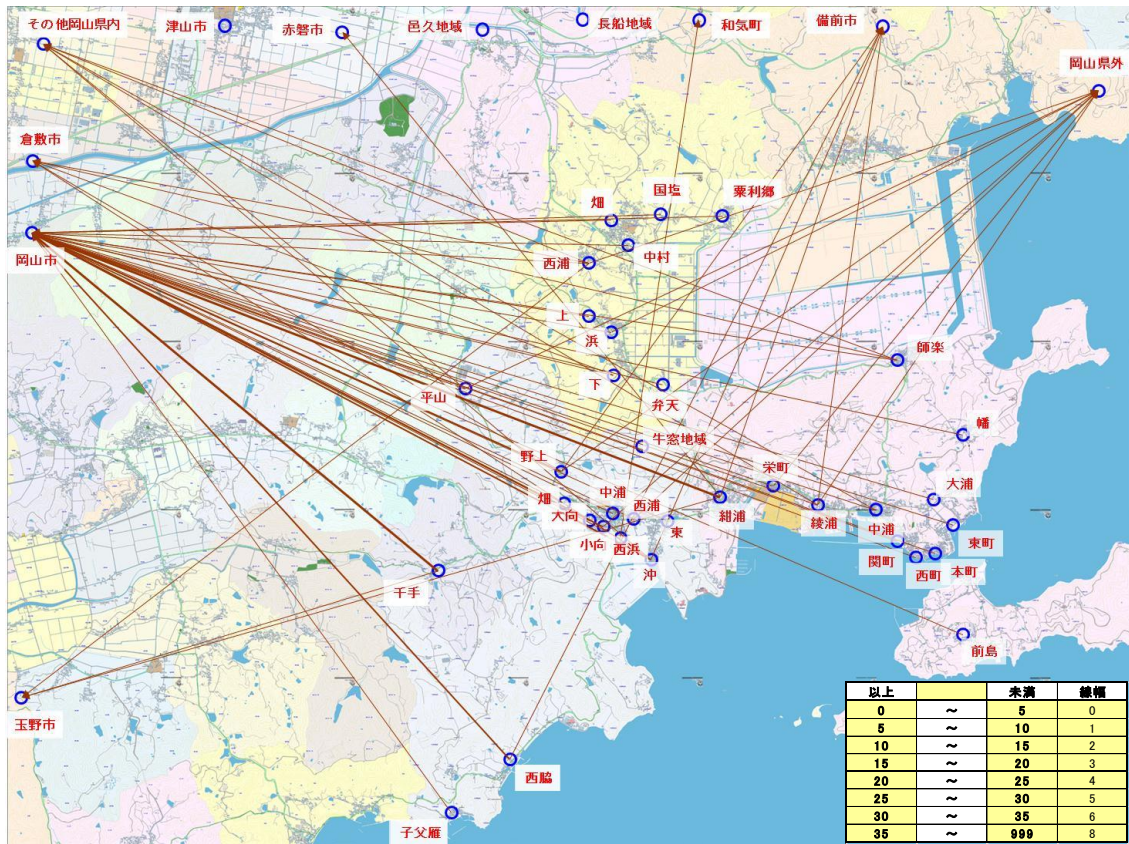 その他岡山県内
津山市
赤磐市
邑久地域
長船地域
和気町
備前市
岡山県外
倉敷市
岡山市
畑
国塩
粟利郷
西浦
中村
上
浜
下
弁天
師楽
平山
牛窓地域
幡
野上
栄町
大浦
畑
中浦
西浦
大向
小向
西浜
東
紺浦
綾浦
中浦
東町
関町
西町
本町
沖
千手
前島
玉野市
西脇
子父雁
以上 未満 線幅
0 ～ 5 0
5 ～ 10 1
10 ～ 15 2
15 ～ 20 3
20 ～ 25 4
25 ～ 30 5
30 ～ 35 6
35 ～ 999 8